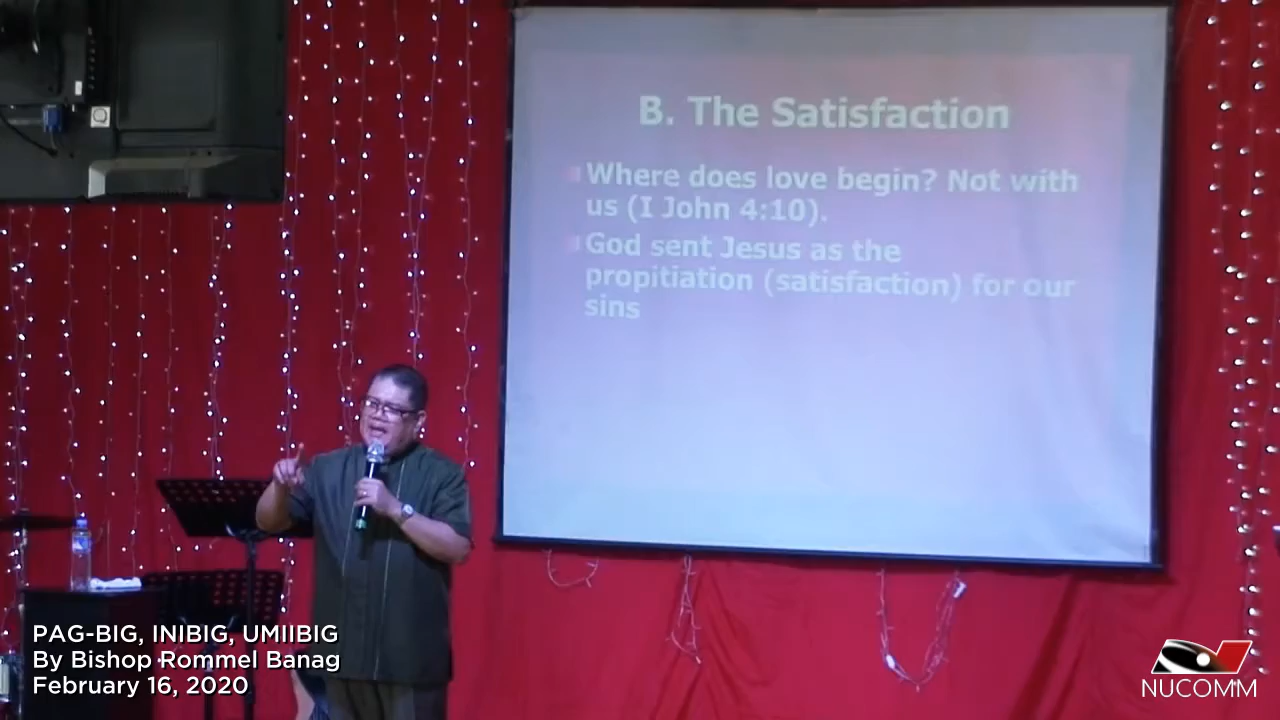 B. The Satisfaction
Where does love begin? Not with
us (I John 4:10).
God sent Jesus as the
propitiation (satisfaction) for our
sins
PAG-BIG, INIBIG, UMIIBIG
By Bishop Rommel Banag
February 16, 2020
NUCOMM